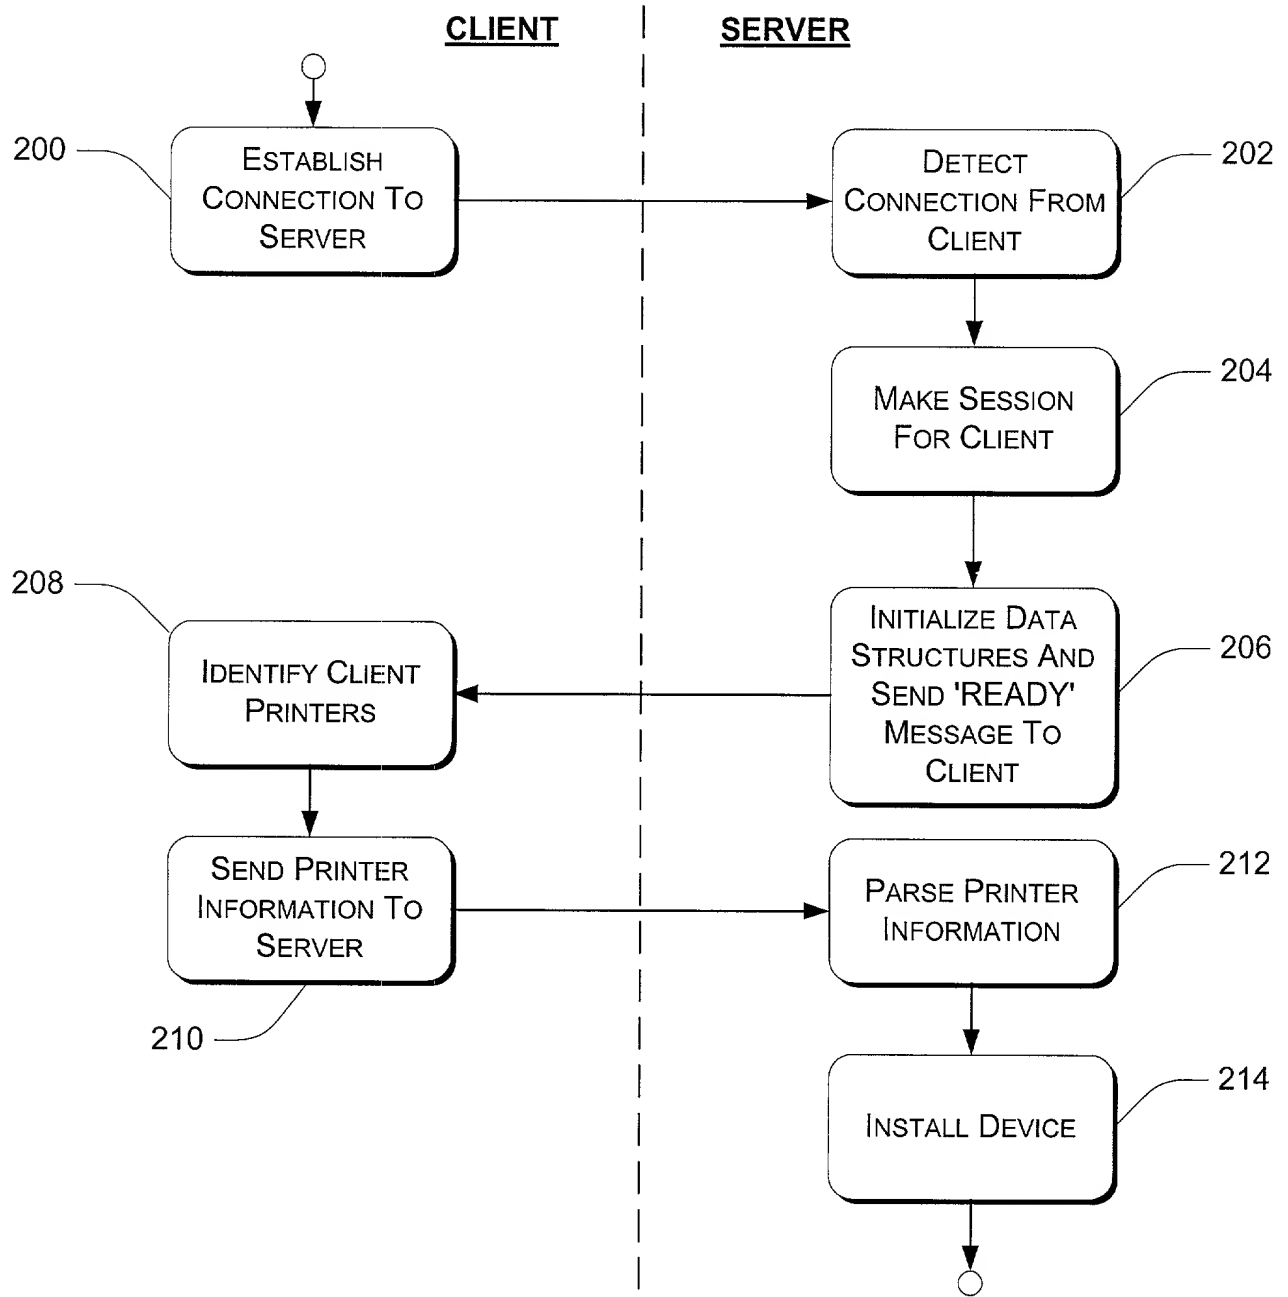 CLIENT
SERVER
200
ESTABLISH
CONNECTION TO
SERVER
DETECT
CONNECTION FROM
CLIENT
202
MAKE SESSION
FOR CLIENT
204
208
IDENTIFY CLIENT
PRINTERS
INITIALIZE DATA
STRUCTURES AND
SEND 'READY'
MESSAGE TO
CLIENT
206
SEND PRINTER
INFORMATION TO
SERVER
210
PARSE PRINTER
INFORMATION
212
INSTALL DEVICE
214